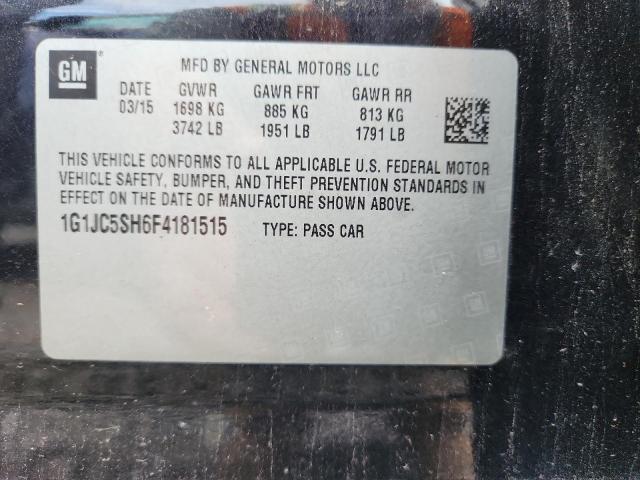 GM ® MFD BY GENERAL MOTORS LLC
DATE GVWR GAWR FRT GAWR RR
03/15 1698 KG 885 KG 813 KG
3742 LB 1951 LB 1791 LB
THIS VEHICLE CONFORMS TO ALL APPLICABLE U.S. FEDERAL MOTOR
VEHICLE SAFETY, BUMPER, AND THEFT PREVENTION STANDARDS IN
EFFECT ON THE DATE OF MANUFACTURE SHOWN ABOVE.
1G1JC5SH6F4181515 TYPE: PASS CAR